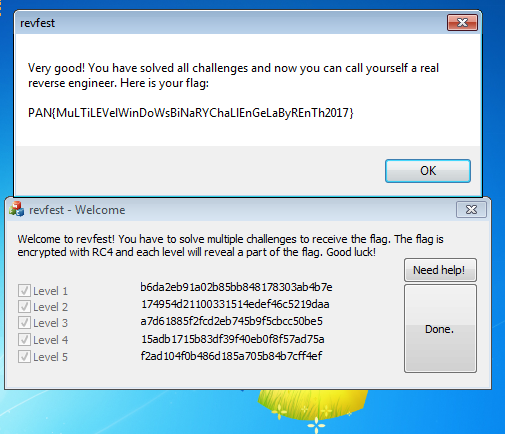 revfest
Very good! You have solved all challenges and now you can call yourself a real
reverse engineer. Here is your flag:
PAN{MuLTiLEVelWinDoWsBiNaRYChaLlEnGeLaByREnTh2017}
OK
revfest - Welcome
Welcome to revfest! You have to solve multiple challenges to receive the flag. The flag is
encrypted with RC4 and each level will reveal a part of the flag. Good luck!
Need help!
Level 1 b6da2eb91a02b85bb848178303ab4b7e
Level 2 174954d21100331514edef46c5219daa
Level 3 a7d61885f2fcd2eb745b9f5cbcc50be5
Level 4 15adb1715b83df39f40eb0f8f57ad75a
Level 5 f2ad104f0b486d185a705b84b7cff4ef
Done.